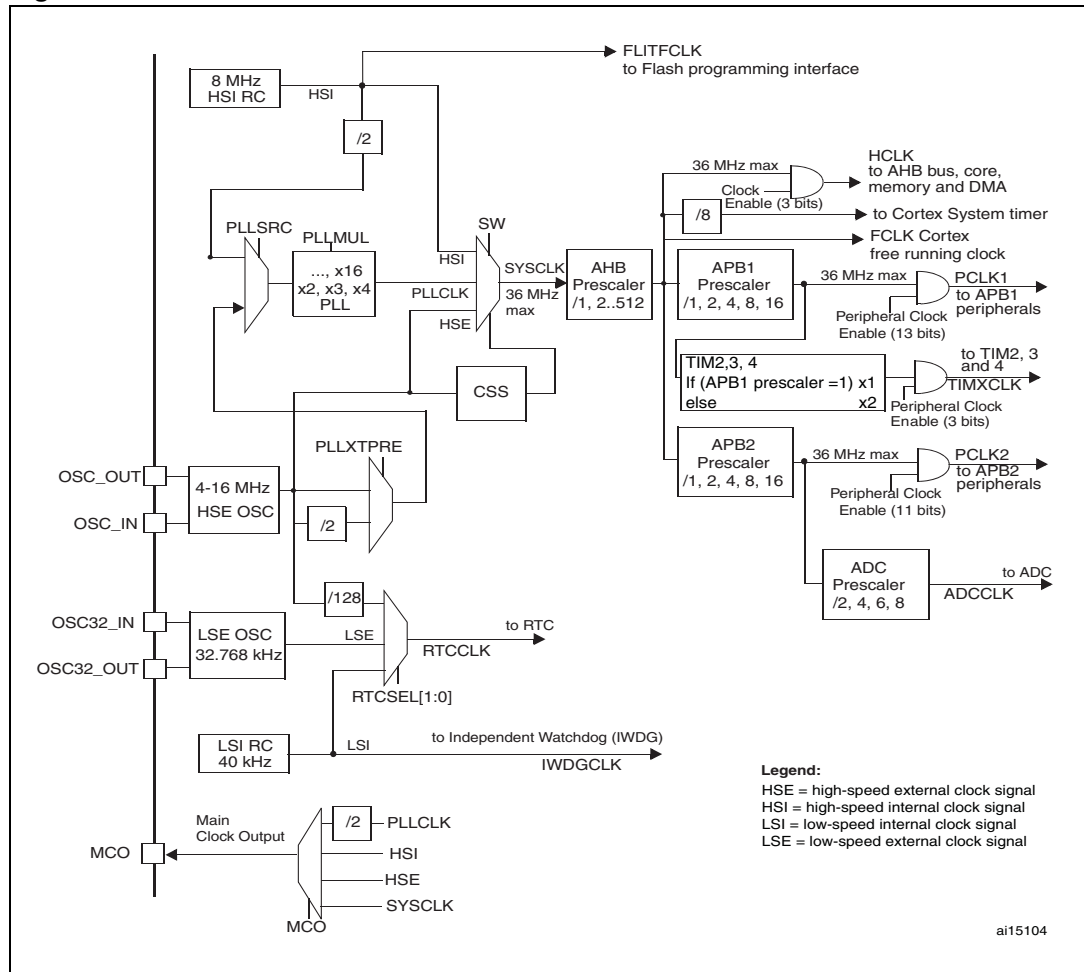 FLITFCLK
to Flash programming interface
8 MHz
HSI RC
HSI
/2
HCLK
to AHB bus, core,
memory and DMA
36 MHz max
Clock
Enable (3 bits)
/8
to Cortex System timer
FCLK Cortex
free running clock
PLLSRC
PLLMUL
..., x16
x2, x3, x4
PLL
SW
HSI
PLLCLK
HSE
SYSCLK
36 MHz
max
AHB
Prescaler
/1, 2..512
APB1
Prescaler
/1, 2, 4, 8, 16
36 MHz max
PCLK1
to APB1
peripherals
Peripheral Clock
Enable (13 bits)
TIM2,3, 4
If (APB1 prescaler =1) x1
else x2
to TIM2, 3
and 4
TIMXCLK
Peripheral Clock
Enable (3 bits)
CSS
PLLXTPRE
OSC_OUT
OSC_IN
4-16 MHz
HSE OSC
/2
APB2
Prescaler
/1, 2, 4, 8, 16
36 MHz max
PCLK2
to APB2
peripherals
Peripheral Clock
Enable (11 bits)
ADC
Prescaler
/2, 4, 6, 8
to ADC
ADCCLK
/128
OSC32_IN
OSC32_OUT
LSE OSC
32.768 kHz
LSE
to RTC
RTCCLK
RTCSEL[1:0]
LSI RC
40 kHz
LSI
to Independent Watchdog (IWDG)
IWDGCLK
Legend:
HSE = high-speed external clock signal
HSI = high-speed internal clock signal
LSI = low-speed internal clock signal
LSE = low-speed external clock signal
Main
Clock Output
MCO
/2
PLLCLK
HSI
HSE
SYSCLK
MCO
ai15104